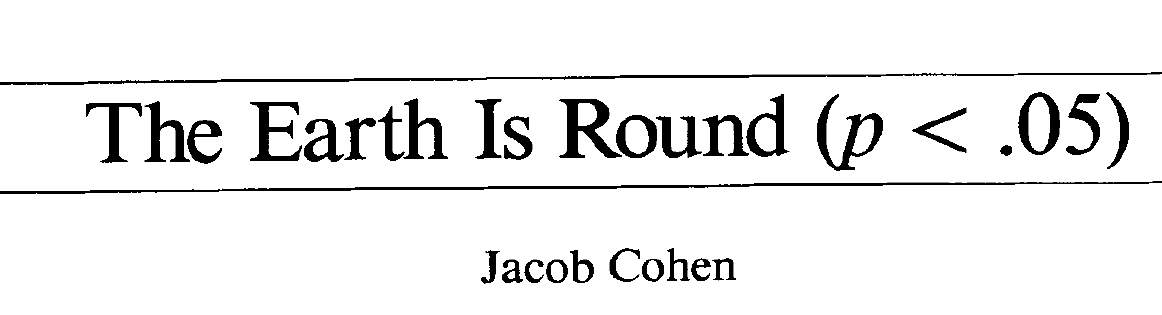 The Earth Is Round (p < .05)
Jacob Cohen